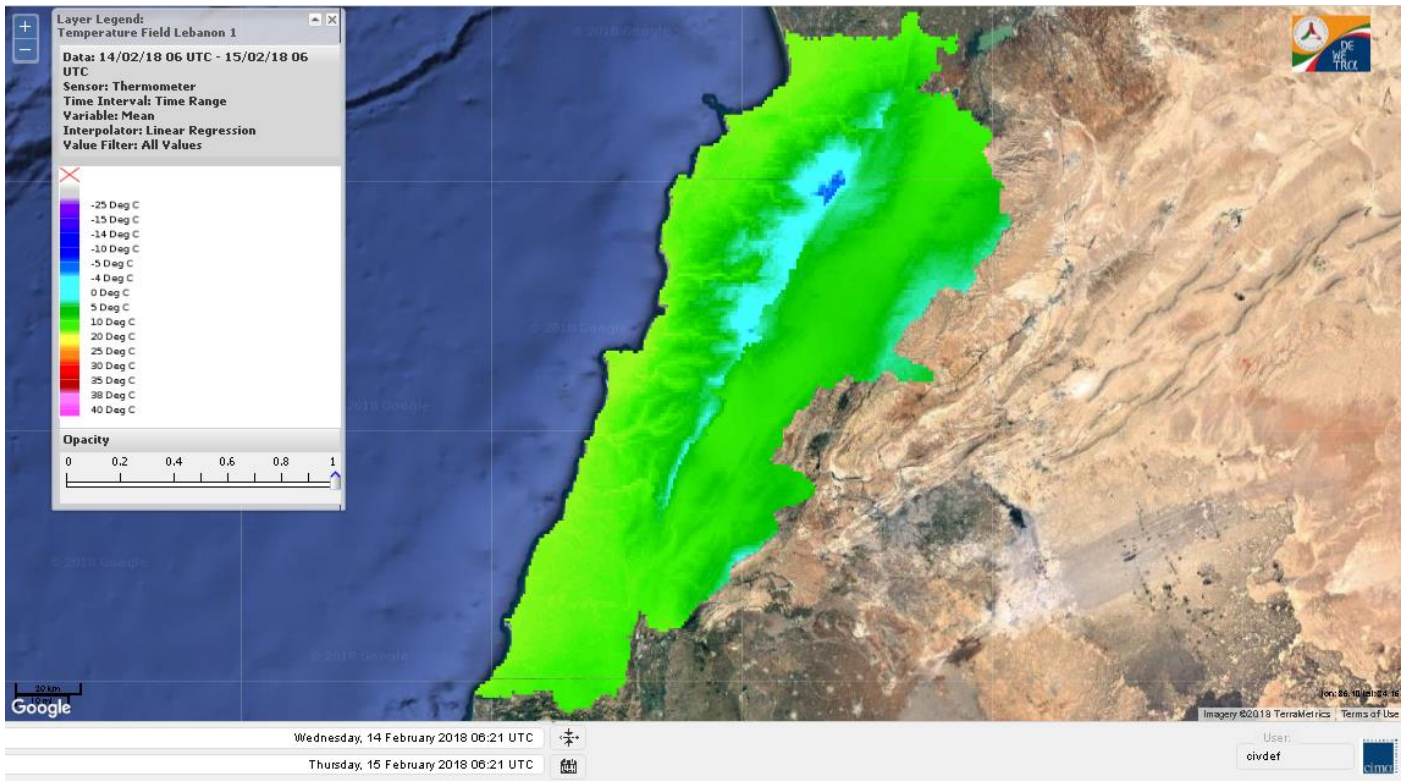 Layer Legend:
Temperature Field Lebanon 1
Data: 14/02/18 06 UTC - 15/02/18 06
UTC
Sensor: Thermometer
Time Interval: Time Range
Variable: Mean
Interpolator: Linear Regression
Value Filter: All Values
-25 Deg C
-15 Deg C
-14 Deg C
-10 Deg C
-5 Deg C
-4 Deg C
0 Deg C
5 Deg C
10 Deg C
20 Deg C
25 Deg C
30 Deg C
35 Deg C
38 Deg C
40 Deg C
Opacity
0 0.2 0.4 0.6 0.8 1
DE
WE
TRα
© 2018 Google
© 2018 Google
2018 Google
© 2018 Google
© 2018 Google
20 km
Google
Imagery ©2018 TerraMetrics Terms of Use
Wednesday, 14 February 2018 06:21 UTC
Thursday, 15 February 2018 06:21 UTC
User:
civdef
cima